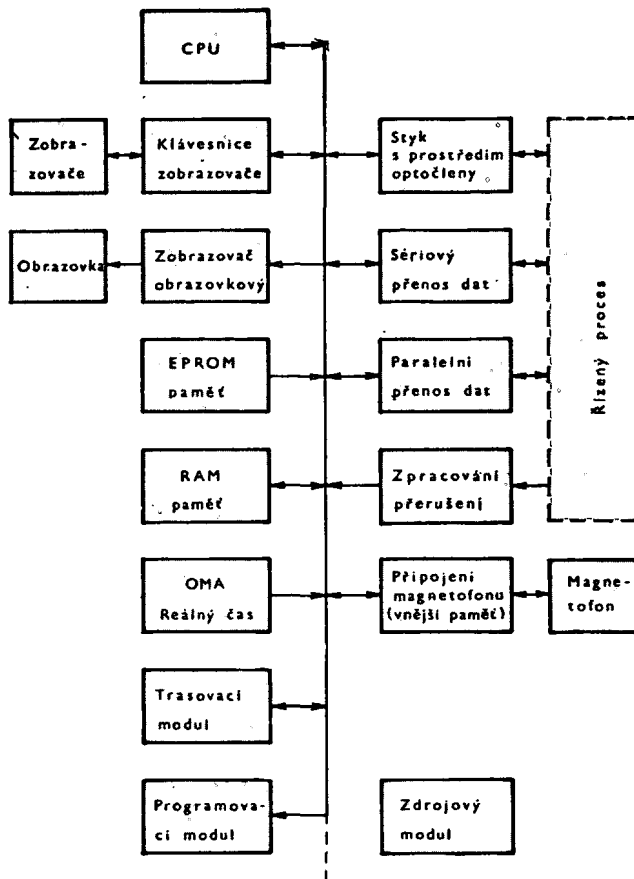 CPU
Zobra-
zovače
Klávesnice
zobrazovače
Styk
s prostředím
optočleny
Obrazovka
Zobrazovač
obrazovkový
Sériový
přenos dat
EPROM
paměť
Paralelní
přenos dat
Řízený proces
RAM
paměť
Zpracování
přerušení
OMA
Reálný čas
Připojení
magnetofonu
(vnější paměť)
Magne-
tofon
Trasovací
modul
Programova-
cí modul
Zdrojový
modul